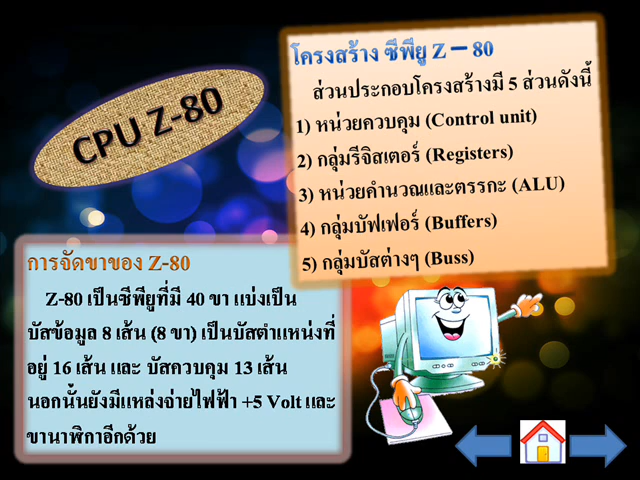 CPU Z-80
โครงสร้าง ซีพียู Z – 80
ส่วนประกอบโครงสร้างมี 5 ส่วนดังนี้
1) หน่วยควบคุม (Control unit)
2) กลุ่มรีจิสเตอร์ (Registers)
3) หน่วยคำนวณและตรรกะ (ALU)
4) กลุ่มบัฟเฟอร์ (Buffers)
5) กลุ่มบัสต่างๆ (Buss)
การจัดขาของ Z-80
Z-80 เป็นซีพียูที่มี 40 ขา แบ่งเป็น
บัสข้อมูล 8 เส้น (8 ขา) เป็นบัสตำแหน่งที่
อยู่ 16 เส้น และ บัสควบคุม 13 เส้น
นอกนั้นยังมีแหล่งจ่ายไฟฟ้า +5 Volt และ
ขานาฬิกาอีกด้วย